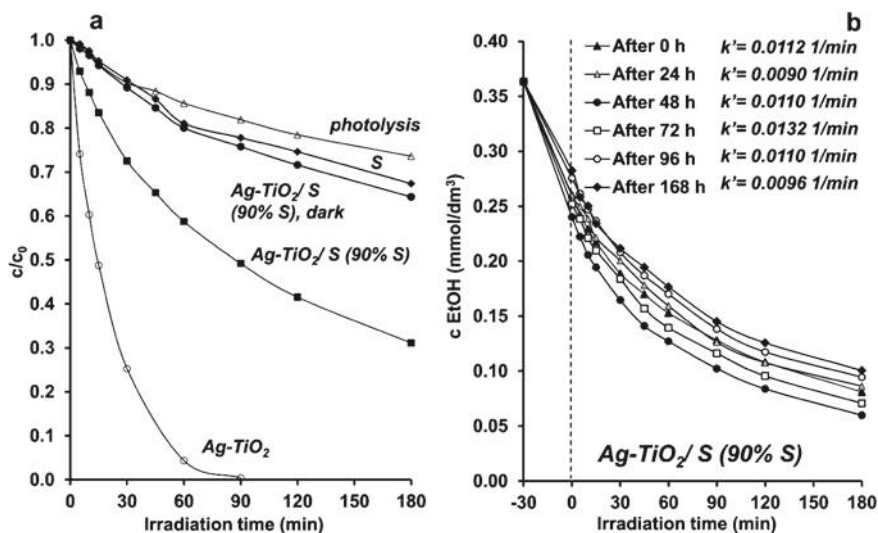 a
c/c0
1.0
0.9
0.8
0.7
0.6
0.5
0.4
0.3
0.2
0.1
0.0
photolysis
S
Ag-TiO2/ S
(90% S), dark
Ag-TiO2/ S (90% S)
Ag-TiO2
0 30 60 90 120 150 180
Irradiation time (min)
b
c EtOH (mmol/dm3)
0.40
0.35
0.30
0.25
0.20
0.15
0.10
0.05
0.00
After 0 h k'= 0.0112 1/min
After 24 h k'= 0.0090 1/min
After 48 h k'= 0.0110 1/min
After 72 h k'= 0.0132 1/min
After 96 h k'= 0.0110 1/min
After 168 h k'= 0.0096 1/min
Ag-TiO2/ S (90% S)
-30 0 30 60 90 120 150 180
Irradiation time (min)